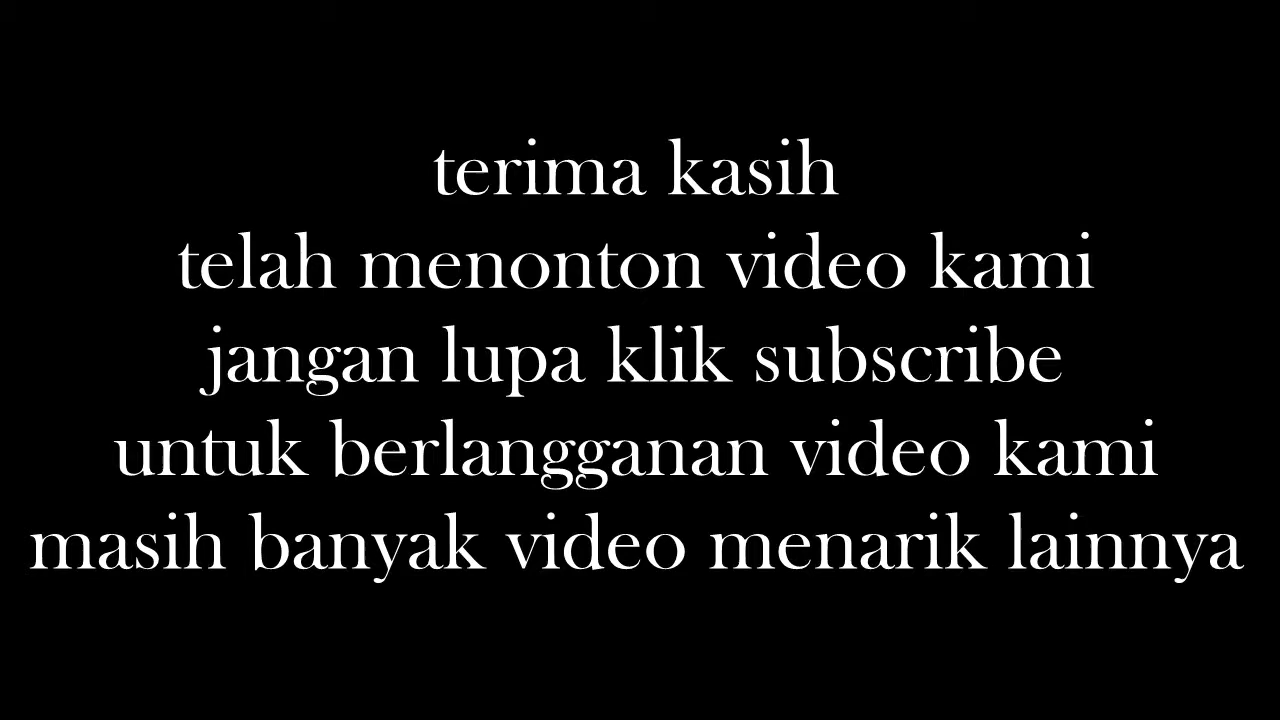 terima kasih
telah menonton video kami
jangan lupa klik subscribe
untuk berlangganan video kami
masih banyak video menarik lainnya